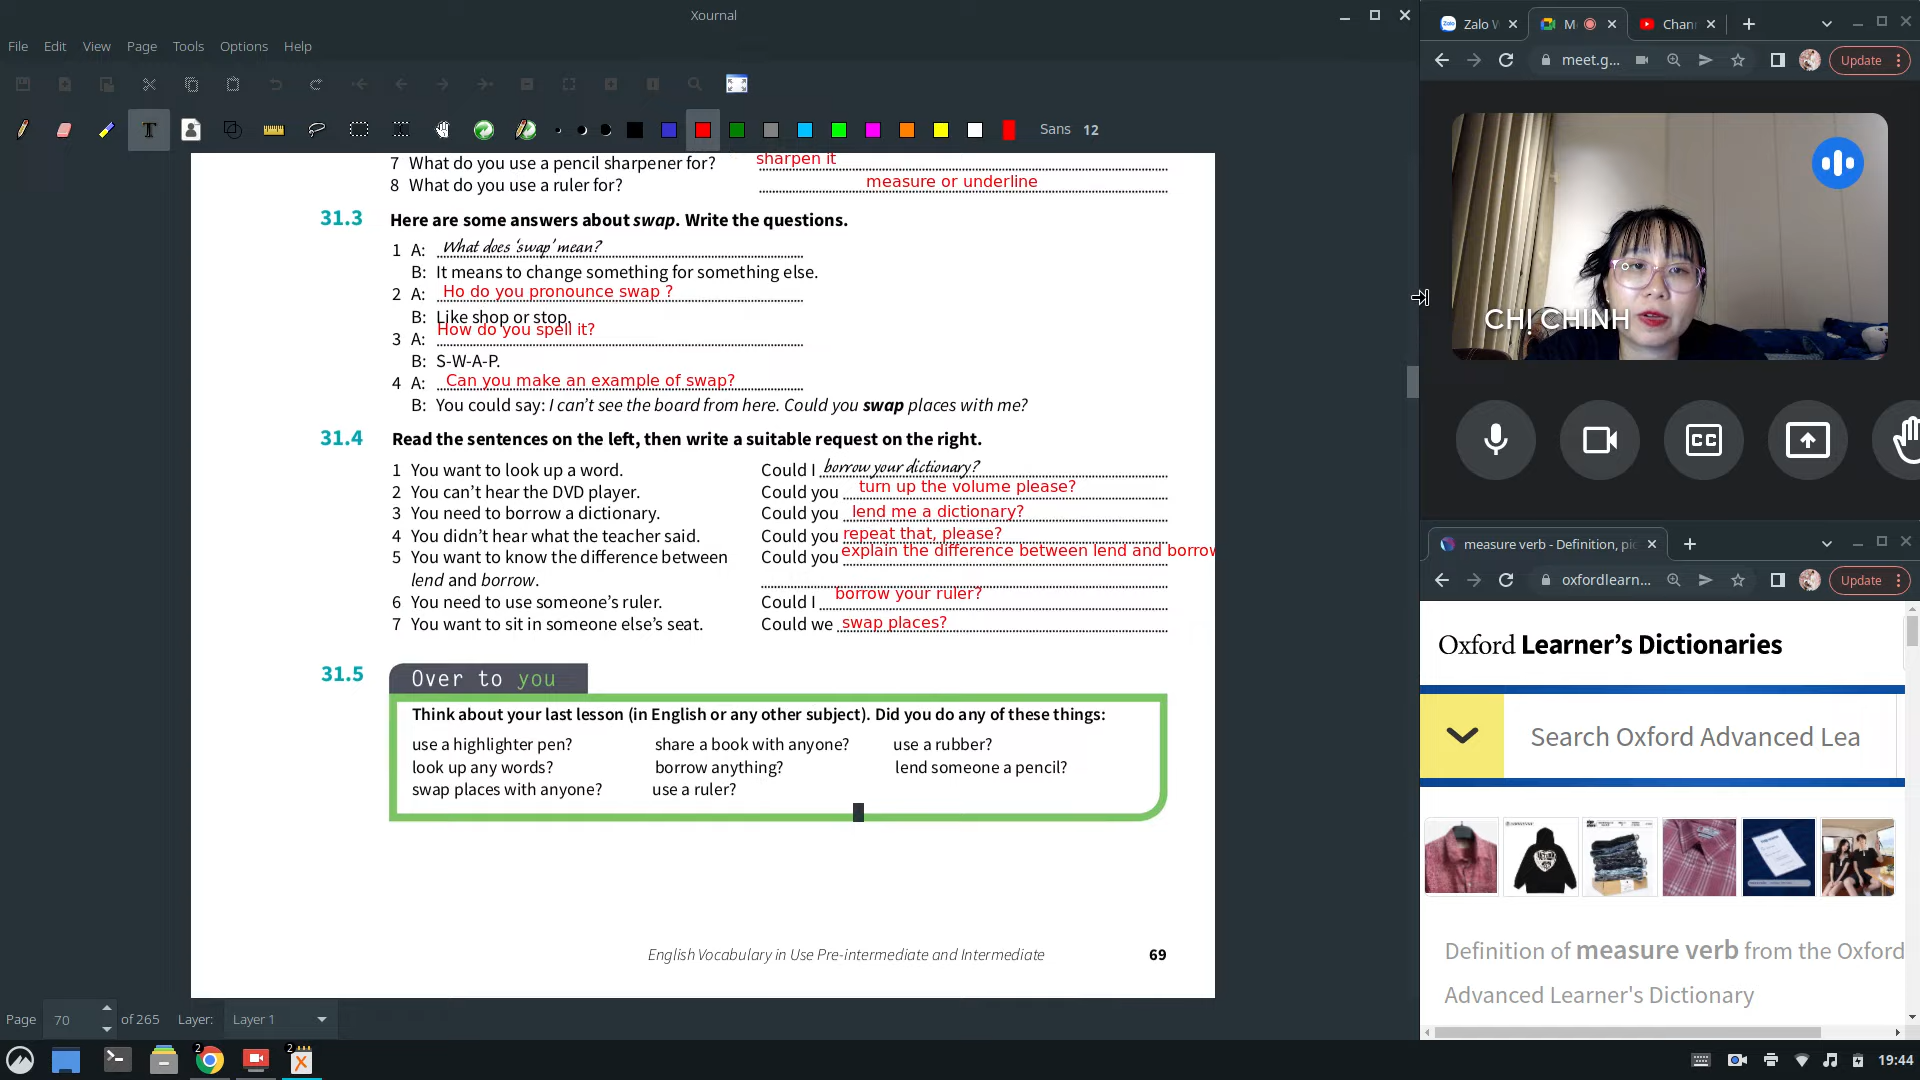 Xournal
File Edit View Page Tools Options Help
Sans 12
7 What do you use a pencil sharpener for? sharpen it
8 What do you use a ruler for? measure or underline
31.3 Here are some answers about swap. Write the questions.
1 A: What does 'swap' mean?
B: It means to change something for something else.
2 A: Ho do you pronounce swap ?
B: Like shop or stop.
3 A: How do you spell it?
B: S-W-A-P.
4 A: Can you make an example of swap?
B: You could say: I can't see the board from here. Could you swap places with me?
31.4 Read the sentences on the left, then write a suitable request on the right.
1 You want to look up a word. Could I borrow your dictionary?
2 You can't hear the DVD player. Could you turn up the volume please?
3 You need to borrow a dictionary. Could you lend me a dictionary?
4 You didn't hear what the teacher said. Could you repeat that, please?
5 You want to know the difference between Could you explain the difference between lend and borrow
lend and borrow.
6 You need to use someone's ruler. Could I borrow your ruler?
7 You want to sit in someone else's seat. Could we swap places?
31.5 Over to you
Think about your last lesson (in English or any other subject). Did you do any of these things:
use a highlighter pen? share a book with anyone? use a rubber?
look up any words? borrow anything? lend someone a pencil?
swap places with anyone? use a ruler?
English Vocabulary in Use Pre-intermediate and Intermediate 69
Page 70 of 265 Layer: Layer 1
Zalo W M Chan
meet.g... Update
CHỊ CHINH
CC
measure verb - Definition, pic
oxfordlearn... Update
Oxford Learner's Dictionaries
Search Oxford Advanced Lea
Definition of measure verb from the Oxford
Advanced Learner's Dictionary
2 2
19:44